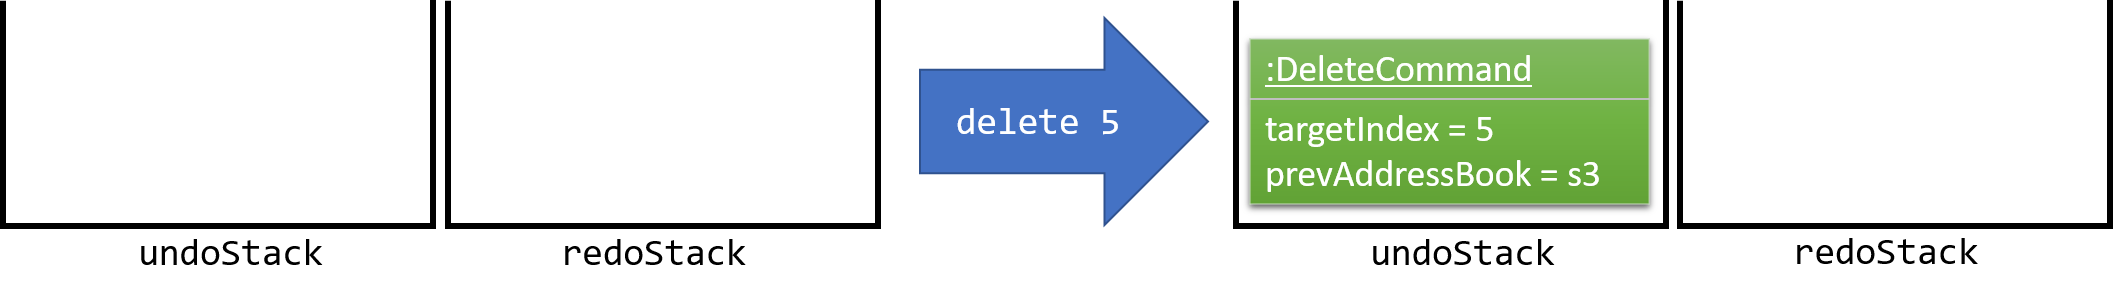 :DeleteCommand
targetIndex = 5
prevAddressBook = s3
delete 5
undoStack
redoStack
undoStack
redoStack